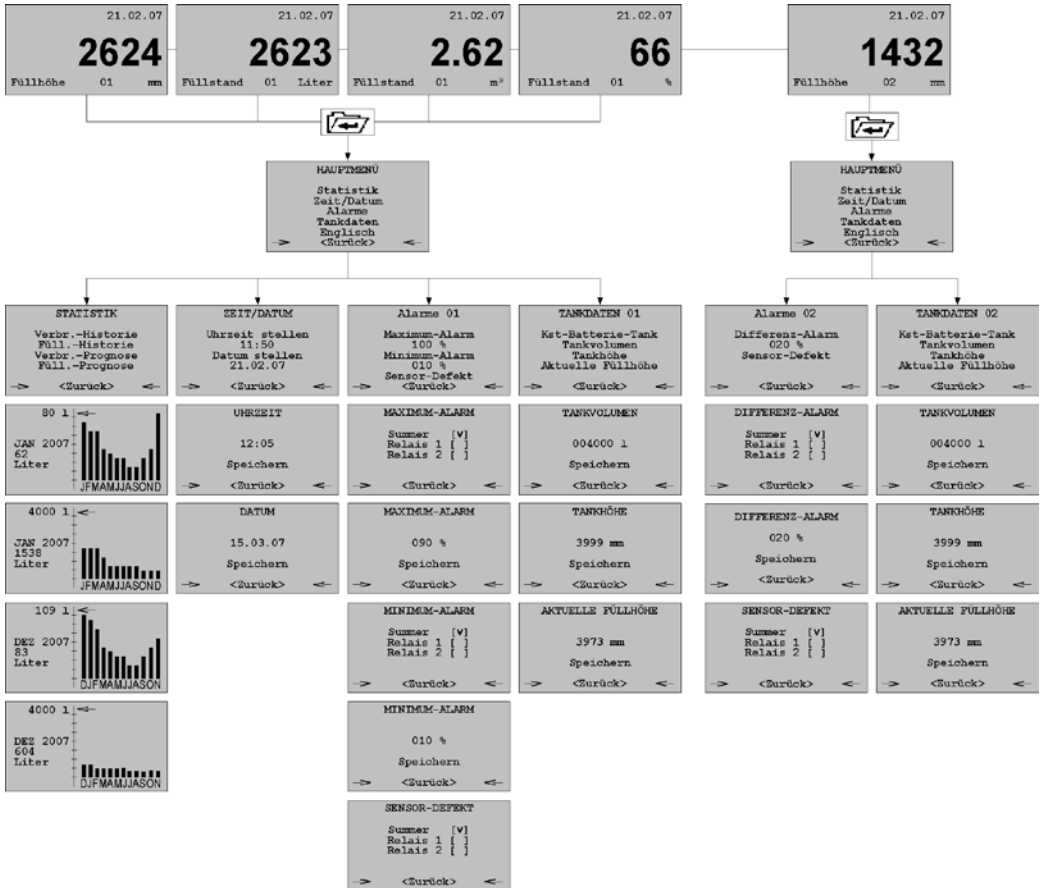 21.02.07
2624
Füllhöhe 01 mm
21.02.07
2623
Füllstand 01 Liter
21.02.07
2.62
Füllstand 01 m³
21.02.07
66
Füllstand 01 %
21.02.07
1432
Füllhöhe 02 mm
HAUPTMENÜ
Statistik
Zeit/Datum
Alarme
Tankdaten
Englisch
<Zurück>
HAUPTMENÜ
Statistik
Zeit/Datum
Alarme
Tankdaten
Englisch
<Zurück>
STATISTIK
Verbr.-Historie
Füll.-Historie
Verbr.-Prognose
Füll.-Prognose
<Zurück>
ZEIT/DATUM
Uhrzeit stellen
11:50
Datum stellen
21.02.07
<Zurück>
Alarme 01
Maximum-Alarm
100 %
Minimum-Alarm
010 %
Sensor-Defekt
<Zurück>
TANKDATEN 01
Kst-Batterie-Tank
Tankvolumen
Tankhöhe
Aktuelle Füllhöhe
<Zurück>
Alarme 02
Differenz-Alarm
020 %
Sensor-Defekt
<Zurück>
TANKDATEN 02
Kst-Batterie-Tank
Tankvolumen
Tankhöhe
Aktuelle Füllhöhe
<Zurück>
80 l
JAN 2007
62
Liter
JFMAMJJASOND
UHRZEIT
12:05
Speichern
<Zurück>
MAXIMUM-ALARM
Summer [V]
Relais 1 [ ]
Relais 2 [ ]
<Zurück>
TANKVOLUMEN
004000 l
Speichern
<Zurück>
DIFFERENZ-ALARM
Summer [V]
Relais 1 [ ]
Relais 2 [ ]
<Zurück>
TANKVOLUMEN
004000 l
Speichern
<Zurück>
4000 l
JAN 2007
1538
Liter
JFMAMJJASOND
DATUM
15.03.07
Speichern
<Zurück>
MAXIMUM-ALARM
090 %
Speichern
<Zurück>
TANKHÖHE
3999 mm
Speichern
<Zurück>
DIFFERENZ-ALARM
020 %
Speichern
<Zurück>
TANKHÖHE
3999 mm
Speichern
<Zurück>
109 l
DEZ 2007
83
Liter
DJFMAMJJASON
MINIMUM-ALARM
Summer [V]
Relais 1 [ ]
Relais 2 [ ]
<Zurück>
AKTUELLE FÜLLHÖHE
3973 mm
Speichern
<Zurück>
SENSOR-DEFEKT
Summer [V]
Relais 1 [ ]
Relais 2 [ ]
<Zurück>
AKTUELLE FÜLLHÖHE
3973 mm
Speichern
<Zurück>
4000 l
DEZ 2007
604
Liter
DJFMAMJJASON
MINIMUM-ALARM
010 %
Speichern
<Zurück>
SENSOR-DEFEKT
Summer [V]
Relais 1 [ ]
Relais 2 [ ]
<Zurück>